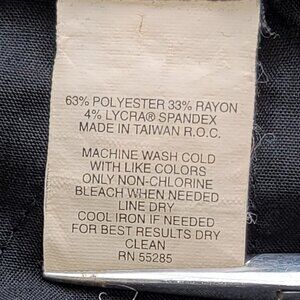 63% POLYESTER 33% RAYON
4% LYCRA® SPANDEX
MADE IN TAIWAN R.O.C.
MACHINE WASH COLD
WITH LIKE COLORS
ONLY NON-CHLORINE
BLEACH WHEN NEEDED
LINE DRY
COOL IRON IF NEEDED
FOR BEST RESULTS DRY
CLEAN
RN 55285